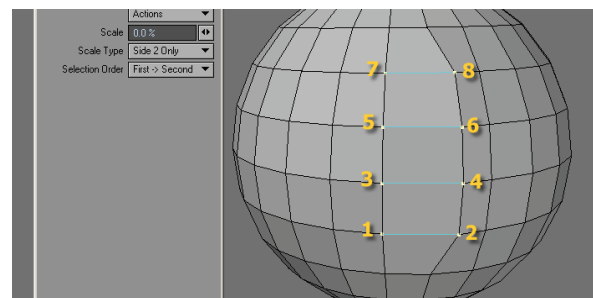 Actions
Scale 0.0 %
Scale Type Side 2 Only
Selection Order First -> Second
7 8
5 6
3 4
1 2